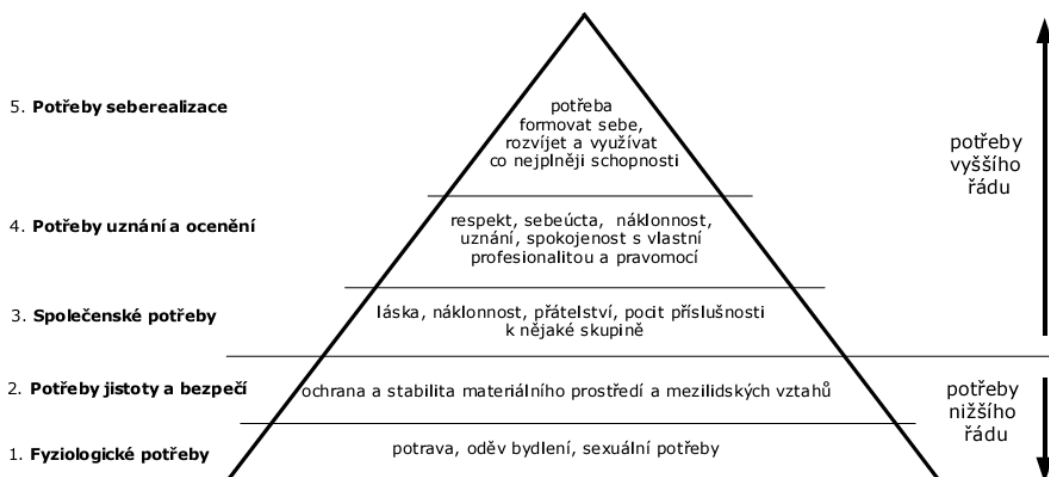 5. Potřeby seberealizace
potřeba
formovat sebe,
rozvíjet a využívat
co nejplněji schopnosti
potřeby
vyššího
řádu
4. Potřeby uznání a ocenění
respekt, sebeúcta, náklonnost,
uznání, spokojenost s vlastní
profesionalitou a pravomocí
3. Společenské potřeby
láska, náklonnost, přátelství, pocit příslušnosti
k nějaké skupině
2. Potřeby jistoty a bezpečí
ochrana a stabilita materiálního prostředí a mezilidských vztahů
potřeby
nižšího
řádu
1. Fyziologické potřeby
potrava, oděv bydlení, sexuální potřeby